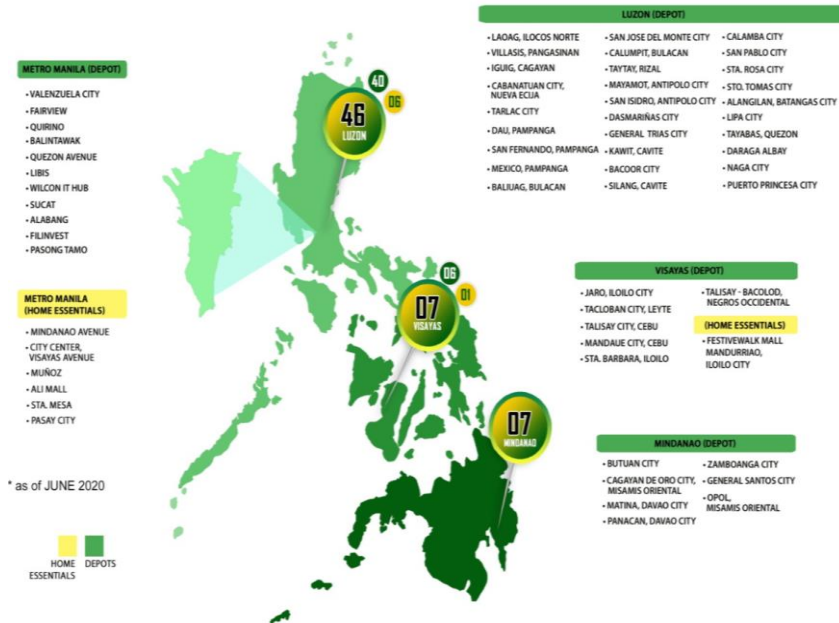 METRO MANILA (DEPOT)
• VALENZUELA CITY
• FAIRVIEW
• QUIRINO
• BALINTAWAK
• QUEZON AVENUE
• LIBIS
• WILCON IT HUB
• SUCAT
• ALABANG
• FILINVEST
• PASONG TAMO
METRO MANILA
(HOME ESSENTIALS)
• MINDANAO AVENUE
• CITY CENTER,
VISAYAS AVENUE
• MUÑOZ
• ALI MALL
• STA. MESA
• PASAY CITY
* as of JUNE 2020
HOME
ESSENTIALS
DEPOTS
46
LUZON
40
06
07
VISAYAS
06
01
07
MINDANAO
LUZON (DEPOT)
• LAOAG, ILOCOS NORTE
• VILLASIS, PANGASINAN
• IGUIG, CAGAYAN
• CABANATUAN CITY,
NUEVA ECIJA
• TARLAC CITY
• DAU, PAMPANGA
• SAN FERNANDO, PAMPANGA
• MEXICO, PAMPANGA
• BALIUAG, BULACAN
• SAN JOSE DEL MONTE CITY
• CALUMPIT, BULACAN
• TAYTAY, RIZAL
• MAYAMOT, ANTIPOLO CITY
• SAN ISIDRO, ANTIPOLO CITY
• DASMARIÑAS CITY
• GENERAL TRIAS CITY
• KAWIT, CAVITE
• BACOOR CITY
• SILANG, CAVITE
• CALAMBA CITY
• SAN PABLO CITY
• STA. ROSA CITY
• STO. TOMAS CITY
• ALANGILAN, BATANGAS CITY
• LIPA CITY
• TAYABAS, QUEZON
• DARAGA ALBAY
• NAGA CITY
• PUERTO PRINCESA CITY
VISAYAS (DEPOT)
• JARO, ILOILO CITY
• TACLOBAN CITY, LEYTE
• TALISAY CITY, CEBU
• MANDAUE CITY, CEBU
• STA. BARBARA, ILOILO
• TALISAY - BACOLOD,
NEGROS OCCIDENTAL
(HOME ESSENTIALS)
• FESTIVEWALK MALL
MANDURRIAO,
ILOILO CITY
MINDANAO (DEPOT)
• BUTUAN CITY
• CAGAYAN DE ORO CITY,
MISAMIS ORIENTAL
• MATINA, DAVAO CITY
• PANACAN, DAVAO CITY
• ZAMBOANGA CITY
• GENERAL SANTOS CITY
• OPOL,
MISAMIS ORIENTAL